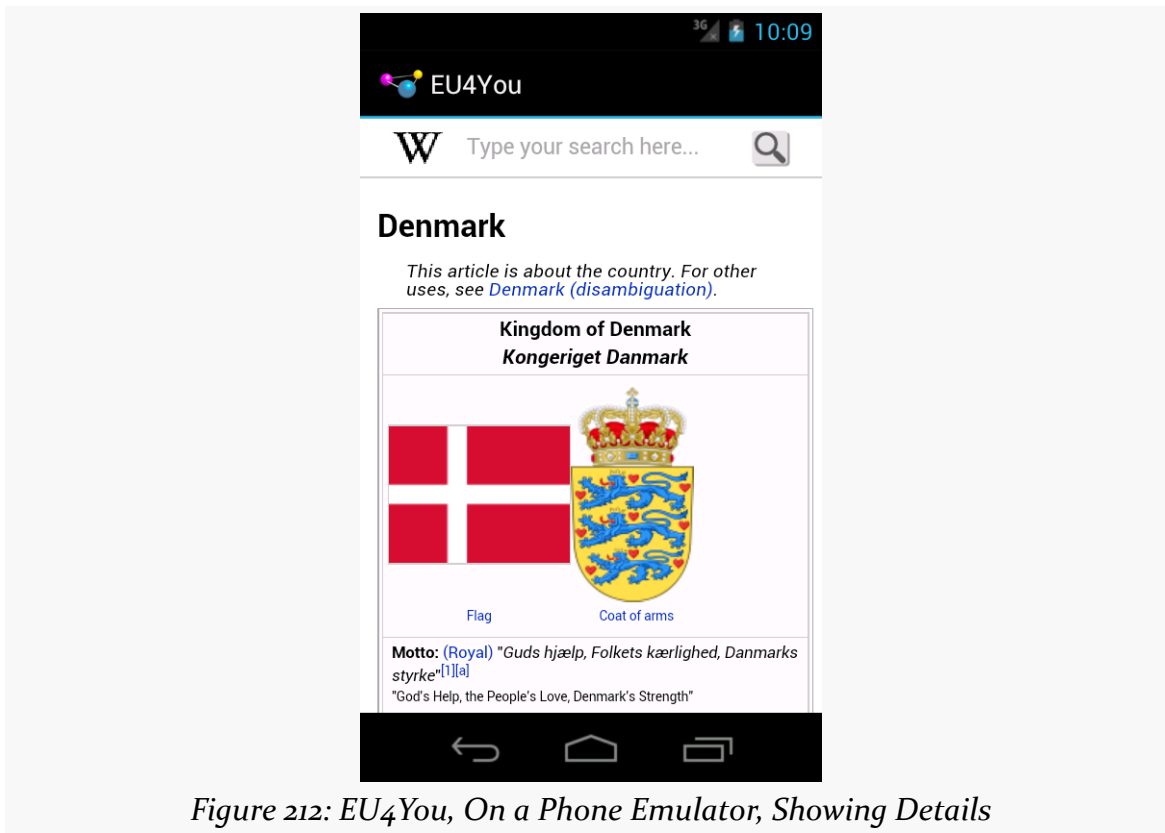 3G 10:09
EU4You
W Type your search here...
Denmark
This article is about the country. For other
uses, see Denmark (disambiguation).
Kingdom of Denmark
Kongeriget Danmark
Flag Coat of arms
Motto: (Royal) "Guds hjælp, Folkets kærlighed, Danmarks
styrke"[1][a]
"God's Help, the People's Love, Denmark's Strength"
Figure 212: EU4You, On a Phone Emulator, Showing Details